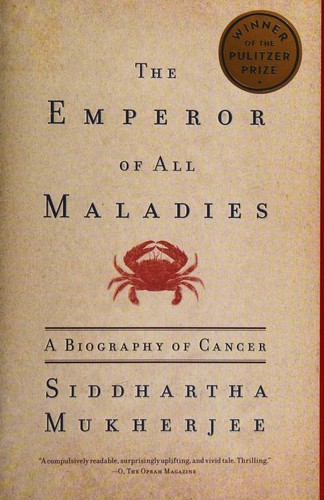 WINNER
OF THE
PULITZER
PRIZE
THE
EMPEROR
OF ALL
MALADIES
A BIOGRAPHY OF CANCER
SIDDHARTHA
MUKHERJEE
"A compulsively readable, surprisingly uplifting, and vivid tale. Thrilling."
—O, THE OPRAH MAGAZINE